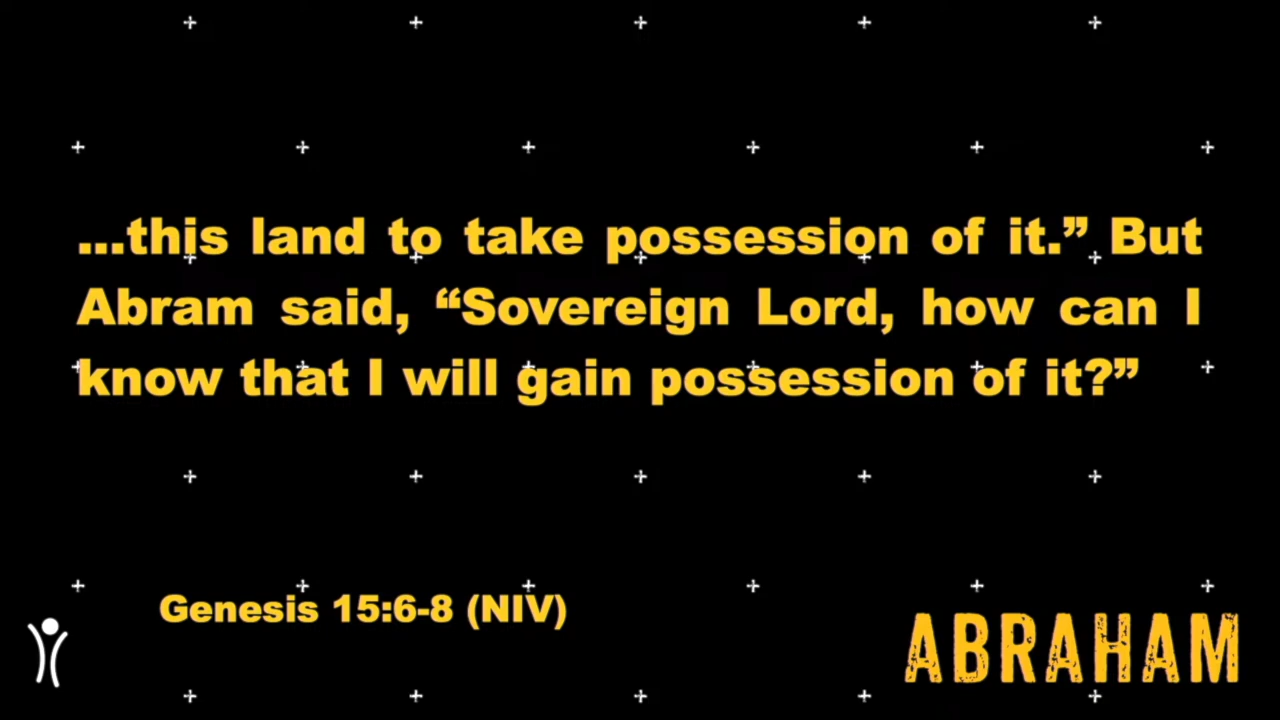 ...this land to take possession of it.” But
Abram said, “Sovereign Lord, how can I
know that I will gain possession of it?”
Genesis 15:6-8 (NIV)
ABRAHAM